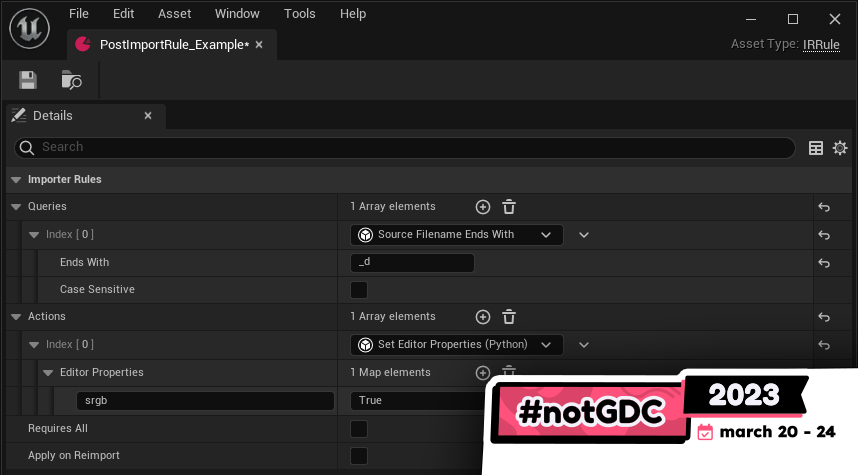 File Edit Asset Window Tools Help
PostImportRule_Example*
Asset Type: IRRule
Details
Search
Importer Rules
Queries 1 Array elements
Index [ 0 ] Source Filename Ends With
Ends With _d
Case Sensitive
Actions 1 Array elements
Index [ 0 ] Set Editor Properties (Python)
Editor Properties 1 Map elements
srgb True
Requires All
Apply on Reimport
#notGDC
2023
march 20 - 24